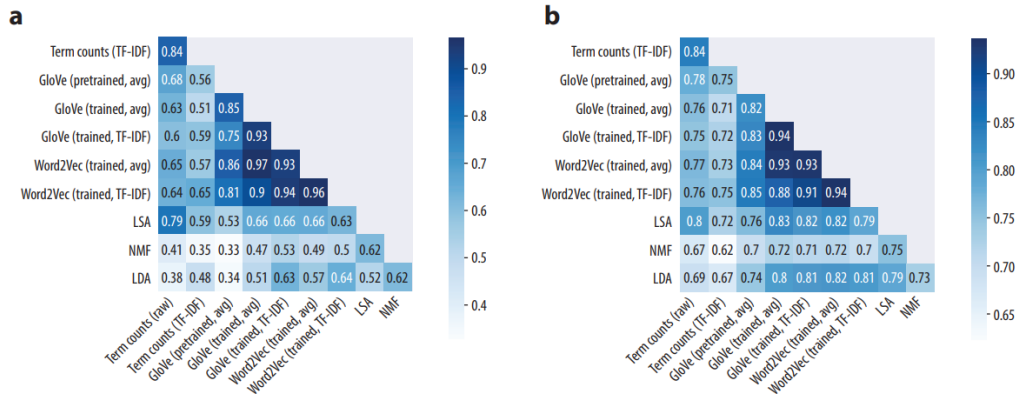 a
Term counts (TF-IDF) 0.84
GloVe (pretrained, avg) 0.68 0.56
GloVe (trained, avg) 0.63 0.51 0.85
GloVe (trained, TF-IDF) 0.6 0.59 0.75 0.93
Word2Vec (trained, avg) 0.65 0.57 0.86 0.97 0.93
Word2Vec (trained, TF-IDF) 0.64 0.65 0.81 0.9 0.94 0.96
LSA 0.79 0.59 0.53 0.66 0.66 0.66 0.63
NMF 0.41 0.35 0.33 0.47 0.53 0.49 0.5 0.62
LDA 0.38 0.48 0.34 0.51 0.63 0.57 0.64 0.52 0.62
Term counts (raw)
Term counts (TF-IDF)
GloVe (pretrained, avg)
GloVe (trained, avg)
GloVe (trained, TF-IDF)
Word2Vec (trained, avg)
Word2Vec (trained, TF-IDF)
LSA
NMF
0.9
0.8
0.7
0.6
0.5
0.4
b
Term counts (TF-IDF) 0.84
GloVe (pretrained, avg) 0.78 0.75
GloVe (trained, avg) 0.76 0.71 0.82
GloVe (trained, TF-IDF) 0.75 0.72 0.83 0.94
Word2Vec (trained, avg) 0.77 0.73 0.84 0.93 0.93
Word2Vec (trained, TF-IDF) 0.76 0.75 0.85 0.88 0.91 0.94
LSA 0.8 0.72 0.76 0.83 0.82 0.82 0.79
NMF 0.67 0.62 0.7 0.72 0.71 0.72 0.7 0.75
LDA 0.69 0.67 0.74 0.8 0.81 0.82 0.81 0.79 0.73
Term counts (raw)
Term counts (TF-IDF)
GloVe (pretrained, avg)
GloVe (trained, avg)
GloVe (trained, TF-IDF)
Word2Vec (trained, avg)
Word2Vec (trained, TF-IDF)
LSA
NMF
0.90
0.85
0.80
0.75
0.70
0.65